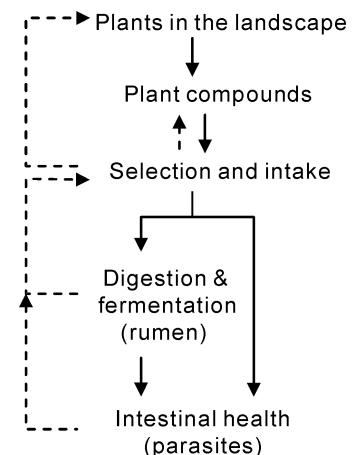 Plants in the landscape
Plant compounds
Selection and intake
Digestion &
fermentation
(rumen)
Intestinal health
(parasites)